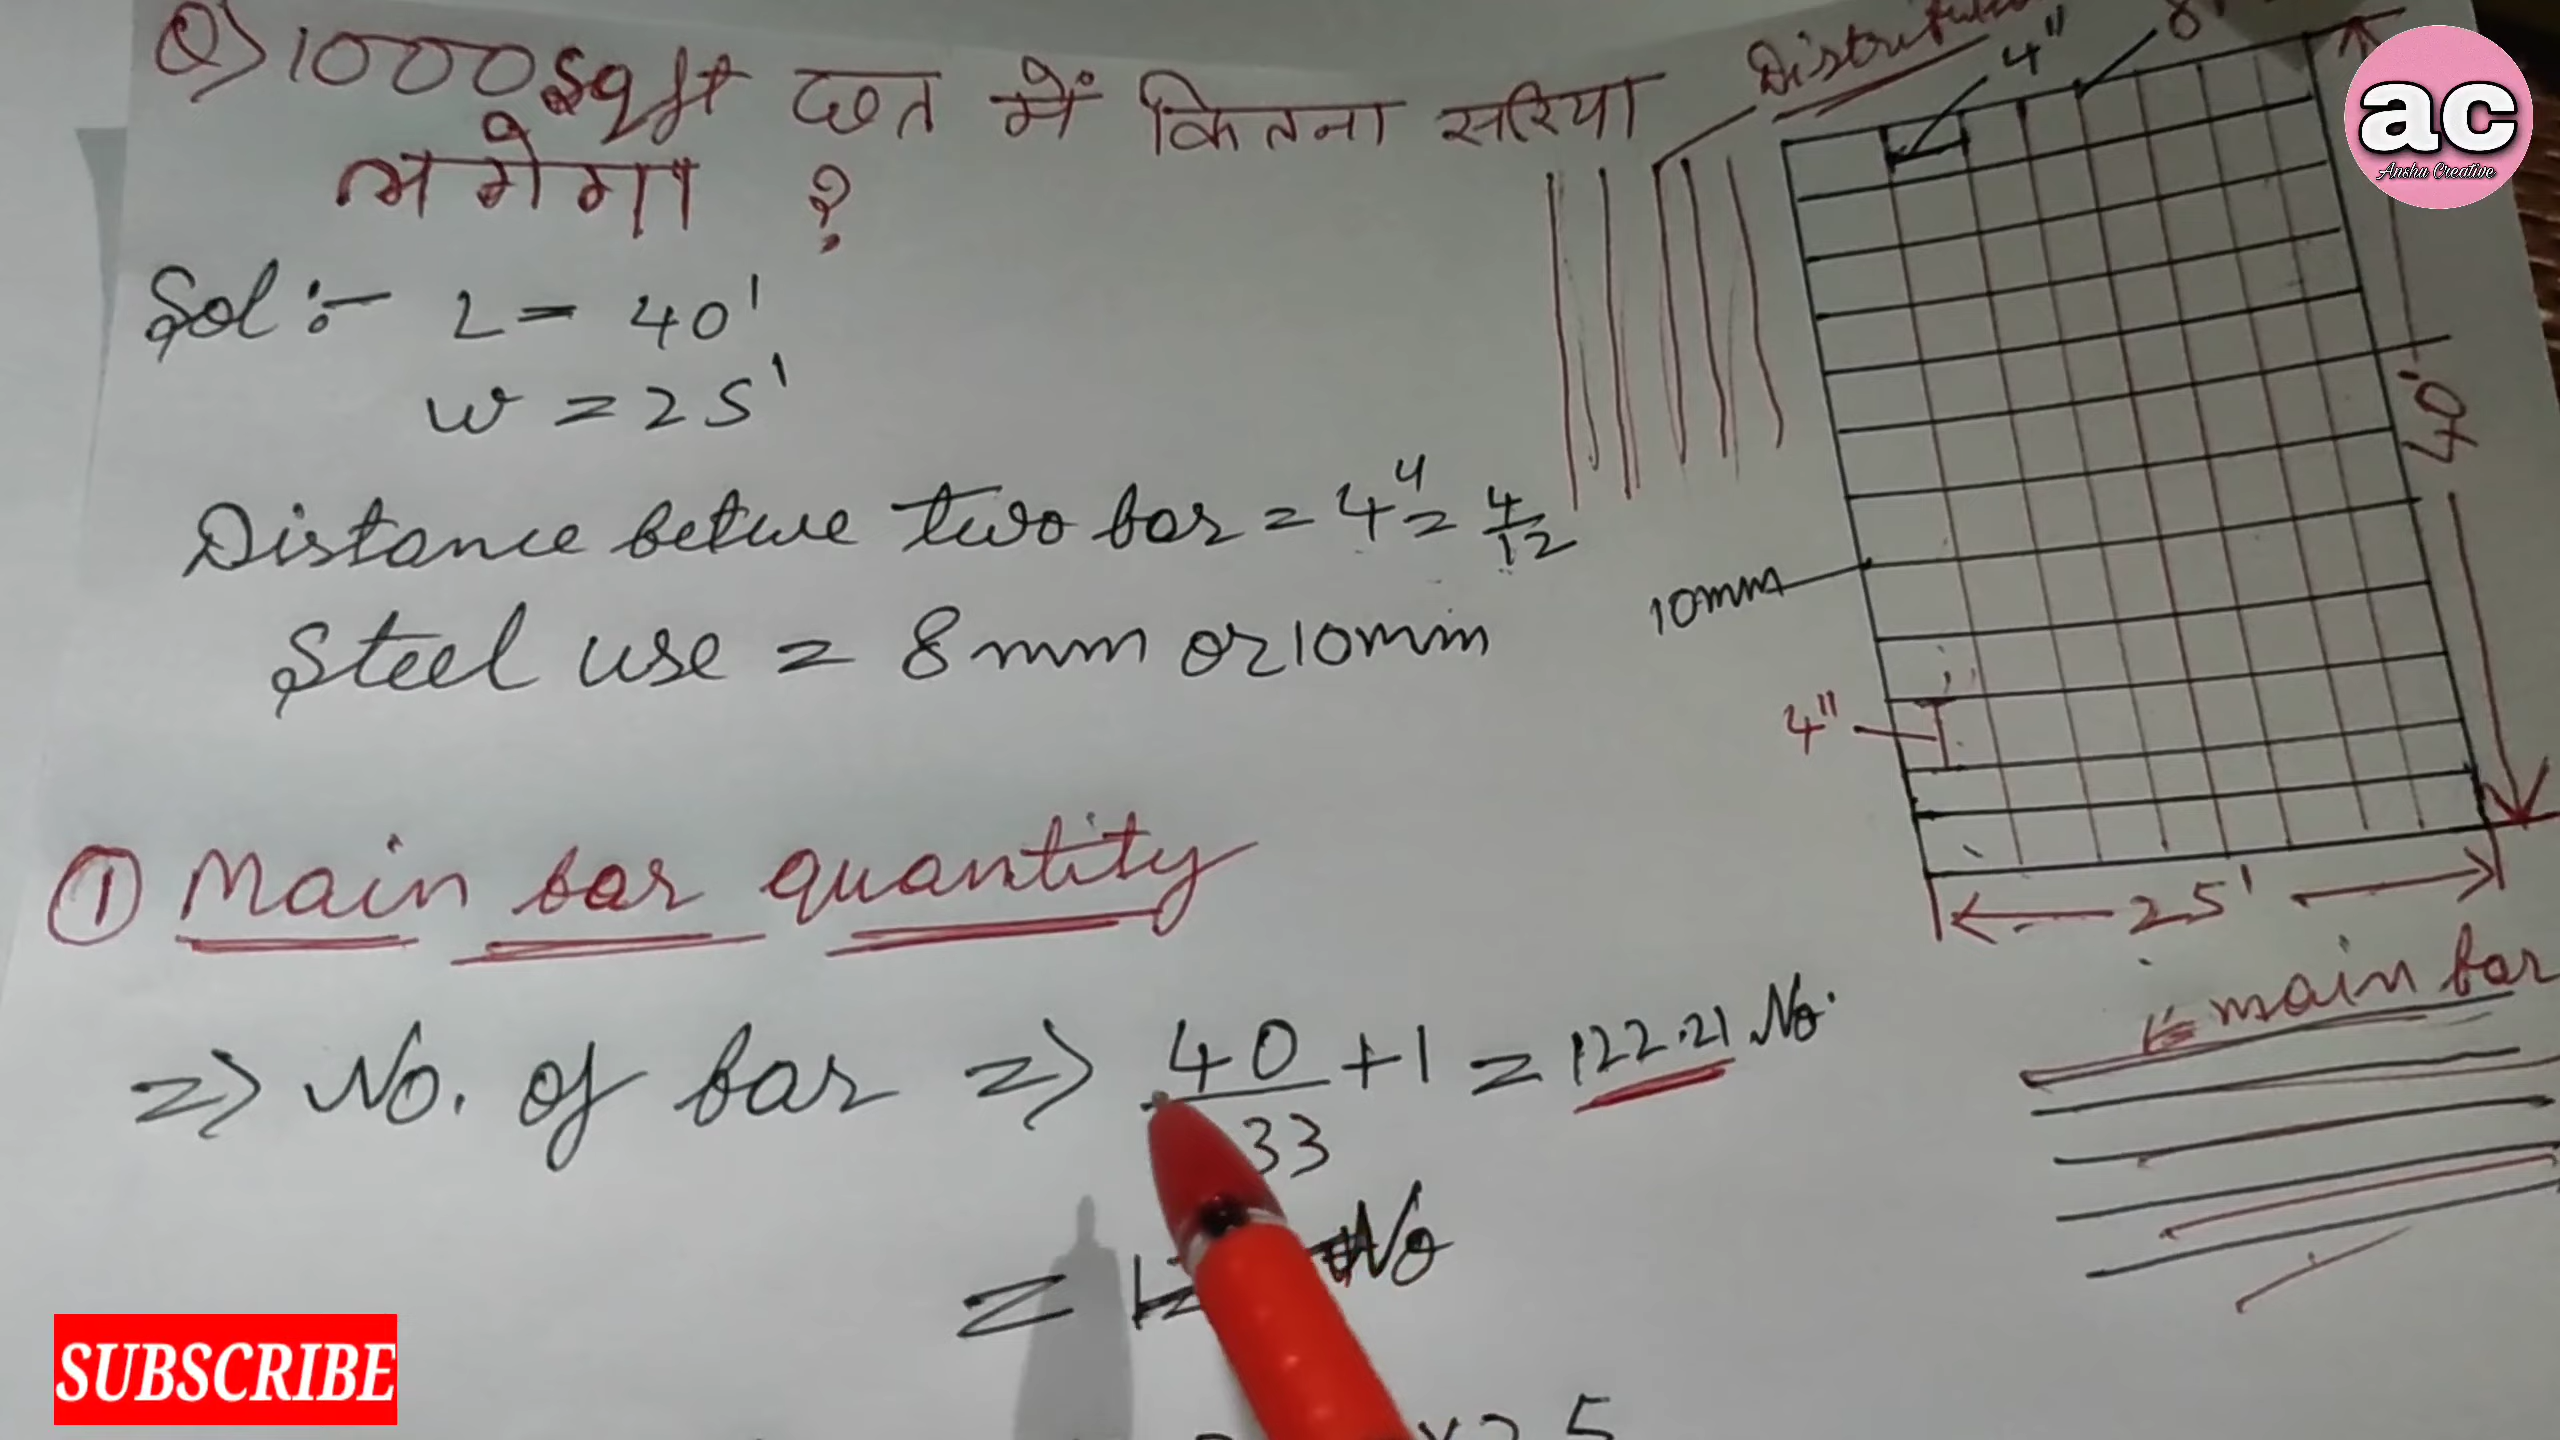 Q) 1000 sqft छत में कितना सरिया
लगेगा ?
Sol :- L = 40'
w = 25'
Distance betwe two bar = 4" = 4/12
Steel use = 8mm or 10mm
① Main bar quantity
=> No. of bar => 40/33 + 1 = 122.21 No.
= No
4"
10mm
4"
40'
25'
main bar
ac
Anshu Creative
SUBSCRIBE